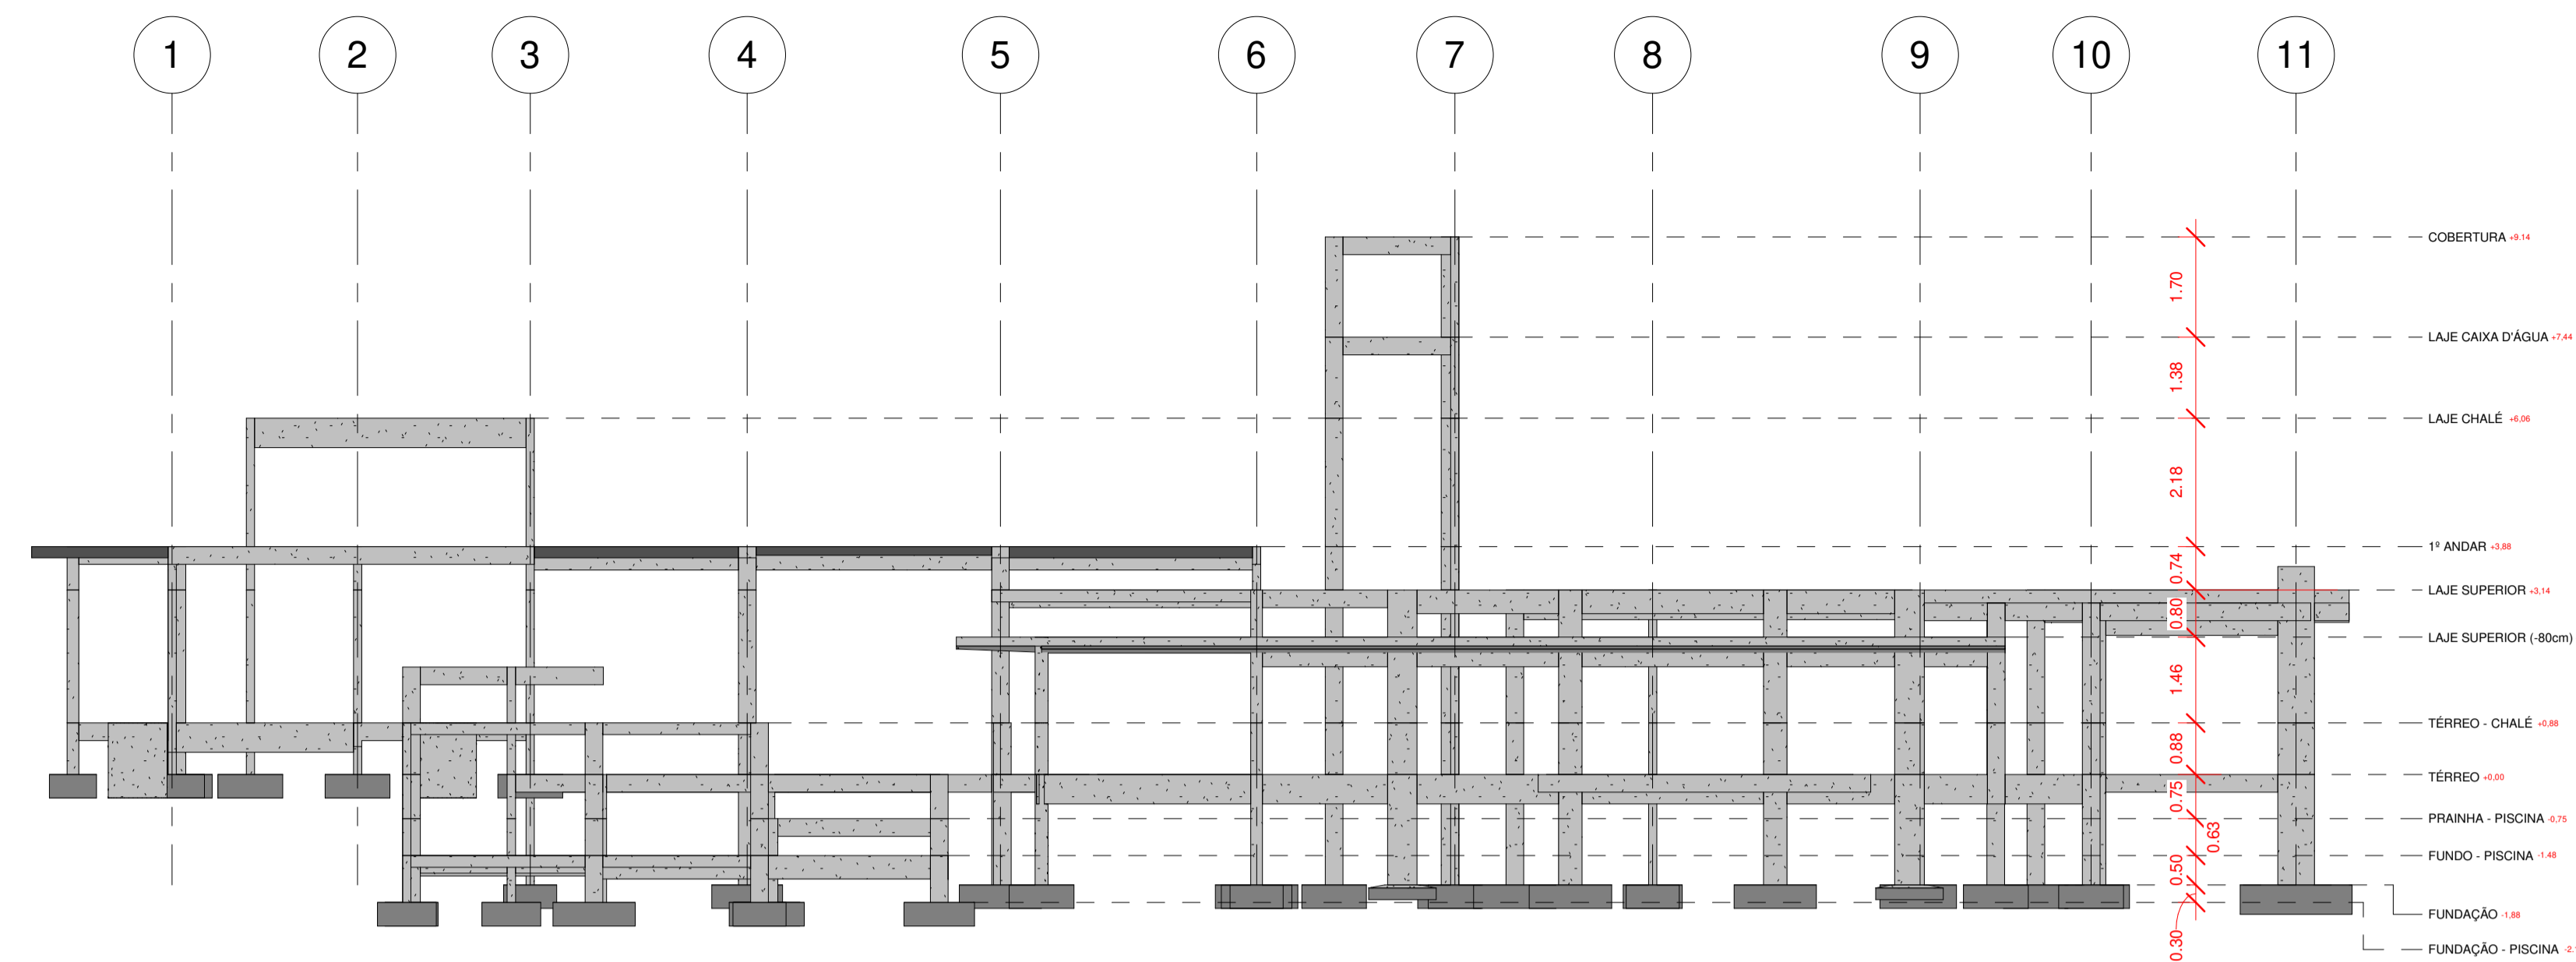 1 2 3 4 5 6 7 8 9 10 11
COBERTURA +9.14
1.70
LAJE CAIXA D'ÁGUA +7,44
1.38
LAJE CHALÉ +6,06
2.18
1º ANDAR +3,88
0.74
LAJE SUPERIOR +3,14
0.80
LAJE SUPERIOR (-80cm)
1.46
TÉRREO - CHALÉ +0,88
0.88
TÉRREO +0,00
0.75
PRAINHA - PISCINA -0,75
0.63
FUNDO - PISCINA -1.48
0.50
FUNDAÇÃO -1,88
0.30
FUNDAÇÃO - PISCINA